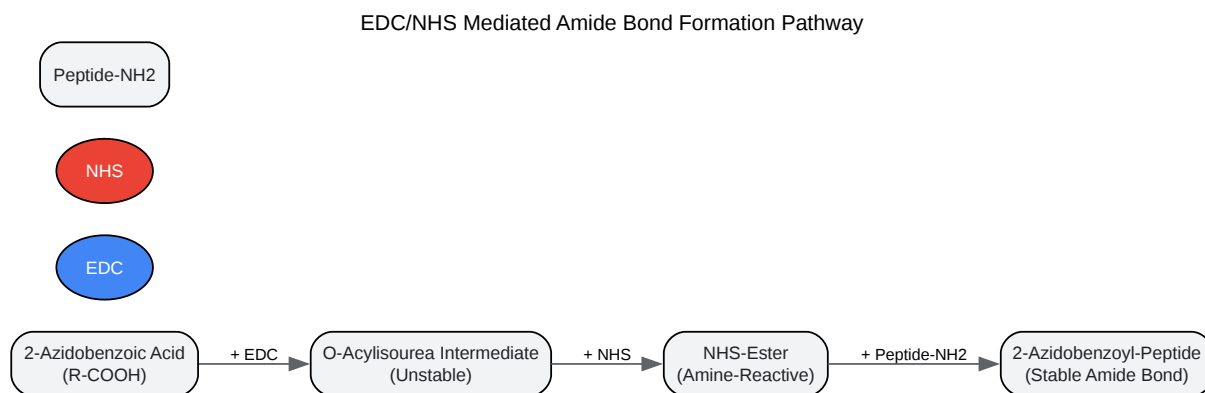 EDC/NHS Mediated Amide Bond Formation Pathway
Peptide-NH2
NHS
EDC
2-Azidobenzoic Acid
(R-COOH)
+ EDC
O-Acylisourea Intermediate
(Unstable)
+ NHS
NHS-Ester
(Amine-Reactive)
+ Peptide-NH2
2-Azidobenzoyl-Peptide
(Stable Amide Bond)